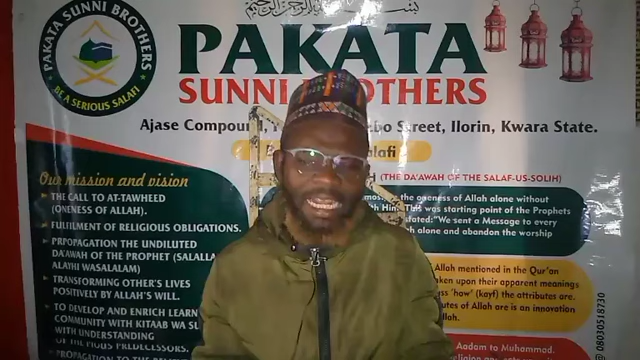 بسم الله الرحمن الرحيم
PAKATA SUNNI BROTHERS
BE A SERIOUS SALAFI
PAKATA
SUNNI BROTHERS
Ajase Compound, Street, Ilorin, Kwara State.
Our mission and vision
THE CALL TO AT-TAWHEED
(ONENESS OF ALLAH).
FULFILMENT OF RELIGIOUS OBLIGATIONS.
PROPAGATION THE UNDILUTED
DA'AWAH OF THE PROPHET (SALALLA
ALAYHI WASALALAM)
TRANSFORMING OTHER'S LIVES
POSITIVELY BY ALLAH'S WILL.
TO DEVELOP AND ENRICH LEARN
COMMUNITY WITH KITAAB WA SU
WITH UNDERSTANDING
OF PREDECESSORS.
(THE DA'AWAH OF THE SALAF-US-SOLIH)
the oneness of Allah alone without
Him. This was starting point of the Prophets
stated: "We sent a Message to every
alone and abandon the worship
Allah mentioned in the Qur'an
taken upon their apparent meanings
'how' (kayf) the attributes are.
of Allah are is an innovation
Allah.
Aadam to Muhammad.
08030518730